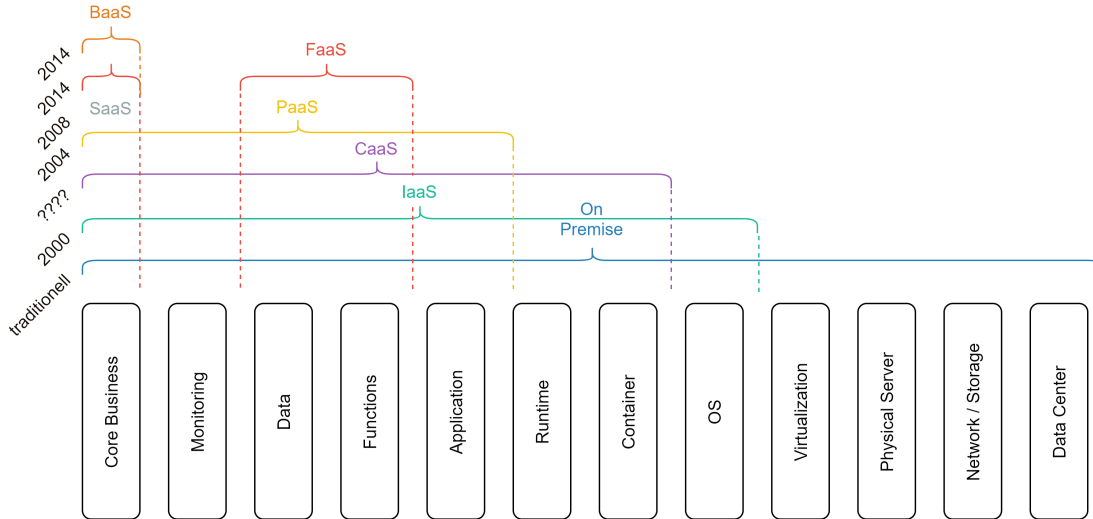 BaaS
2014
FaaS
2014
SaaS
PaaS
2008
CaaS
2004
IaaS
????
On
Premise
2000
traditionell
Core Business
Monitoring
Data
Functions
Application
Runtime
Container
OS
Virtualization
Physical Server
Network / Storage
Data Center